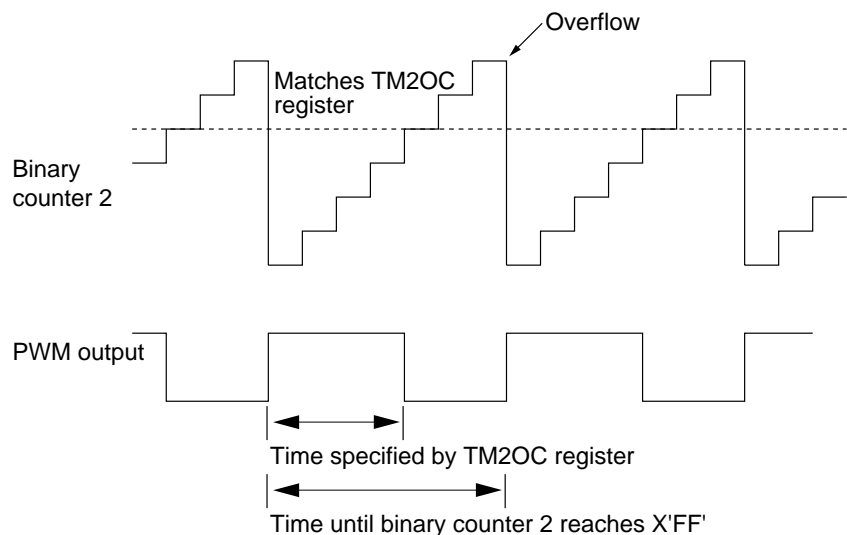 Overflow
Matches TM2OC
register
Binary
counter 2
PWM output
Time specified by TM2OC register
Time until binary counter 2 reaches X'FF'